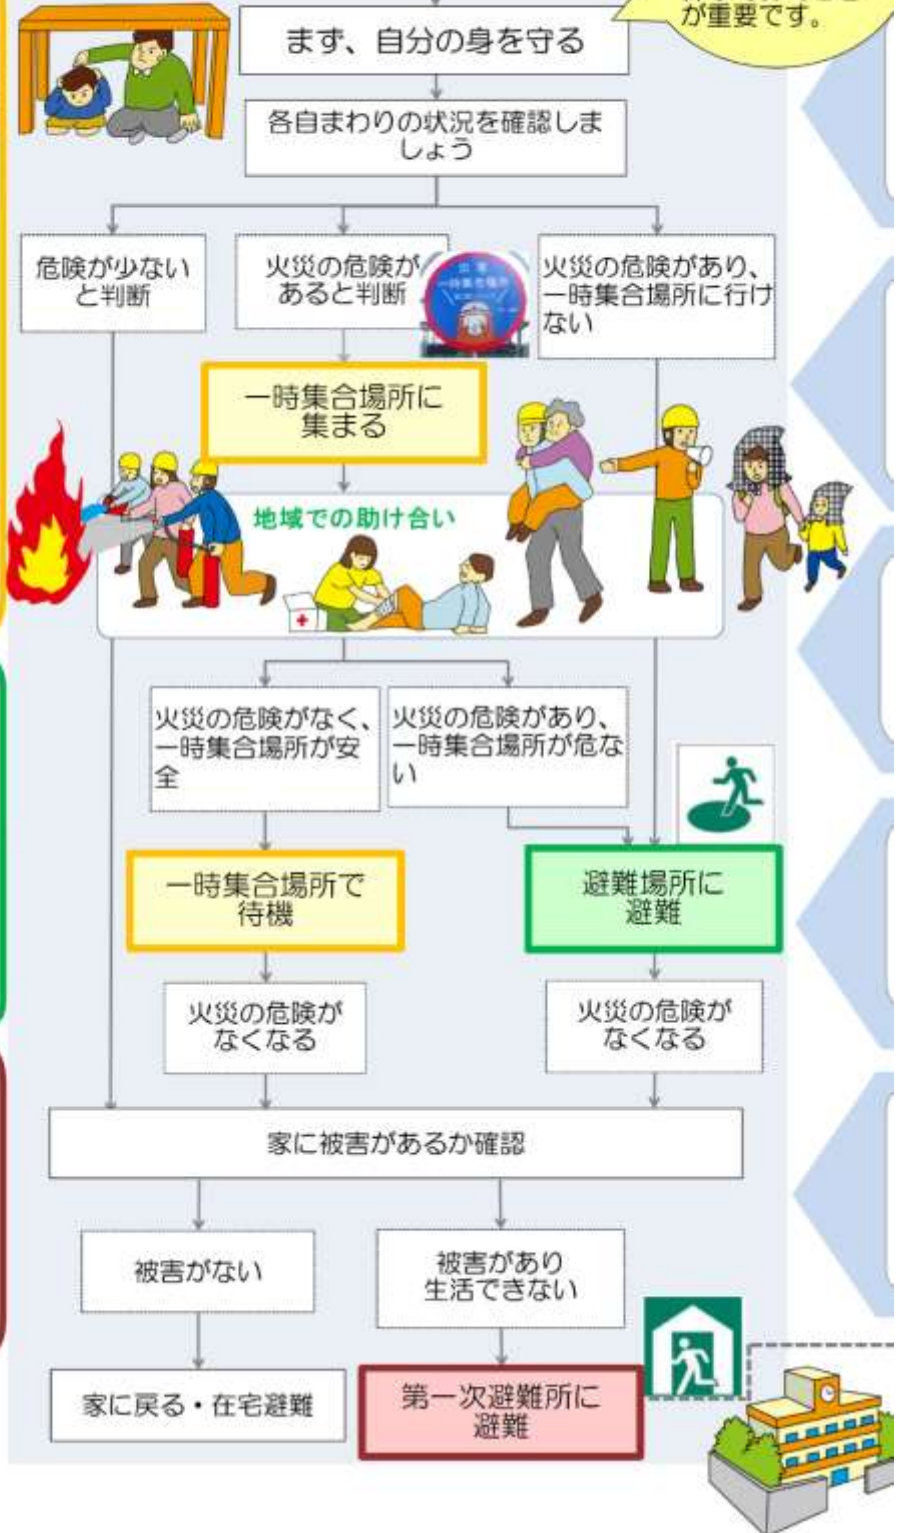 が重要です。
まず、自分の身を守る
各自まわりの状況を確認しま
しょう
危険が少ない
と判断
火災の危険が
あると判断
一時集合場所
火災の危険があり、
一時集合場所に行け
ない
一時集合場所に
集まる
地域での助け合い
火災の危険がなく、
一時集合場所が安
全
火災の危険があり、
一時集合場所が危な
い
一時集合場所で
待機
避難場所に
避難
火災の危険が
なくなる
火災の危険が
なくなる
家に被害があるか確認
被害がない
被害があり
生活できない
家に戻る・在宅避難
第一次避難所に
避難